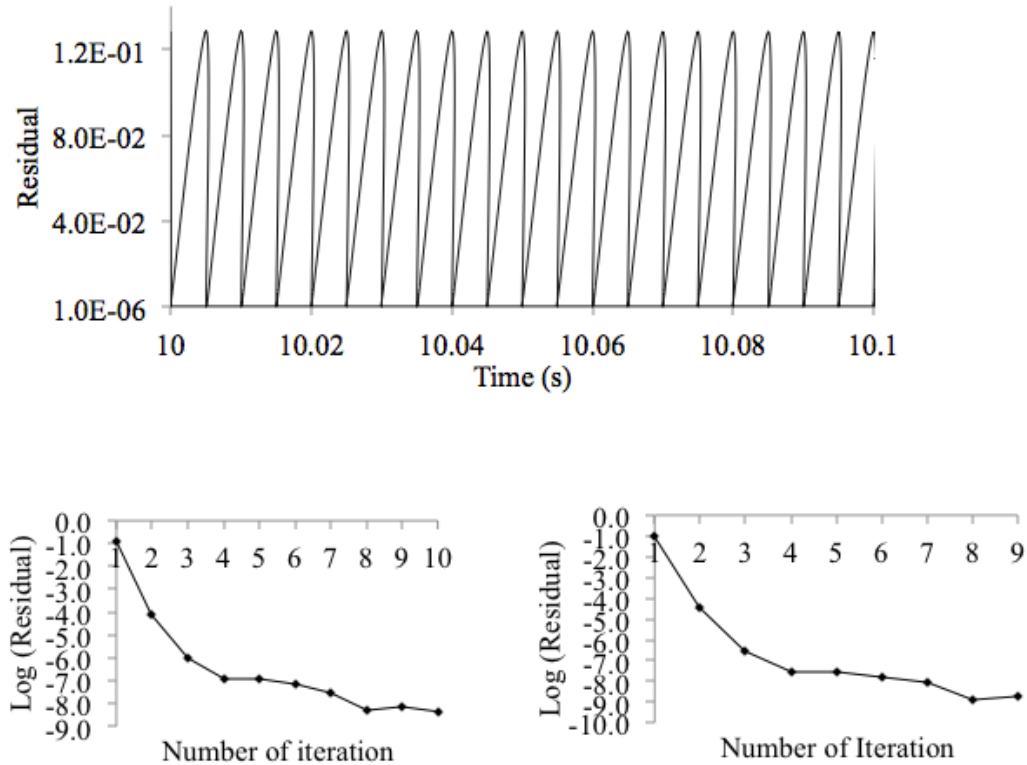 1.2E-01
8.0E-02
4.0E-02
1.0E-06
Residual
10 10.02 10.04 10.06 10.08 10.1
Time (s)
0.0
-1.0
-2.0
-3.0
-4.0
-5.0
-6.0
-7.0
-8.0
-9.0
Log (Residual)
1 2 3 4 5 6 7 8 9 10
Number of iteration
0.0
-1.0
-2.0
-3.0
-4.0
-5.0
-6.0
-7.0
-8.0
-9.0
-10.0
Log (Residual)
1 2 3 4 5 6 7 8 9
Number of Iteration